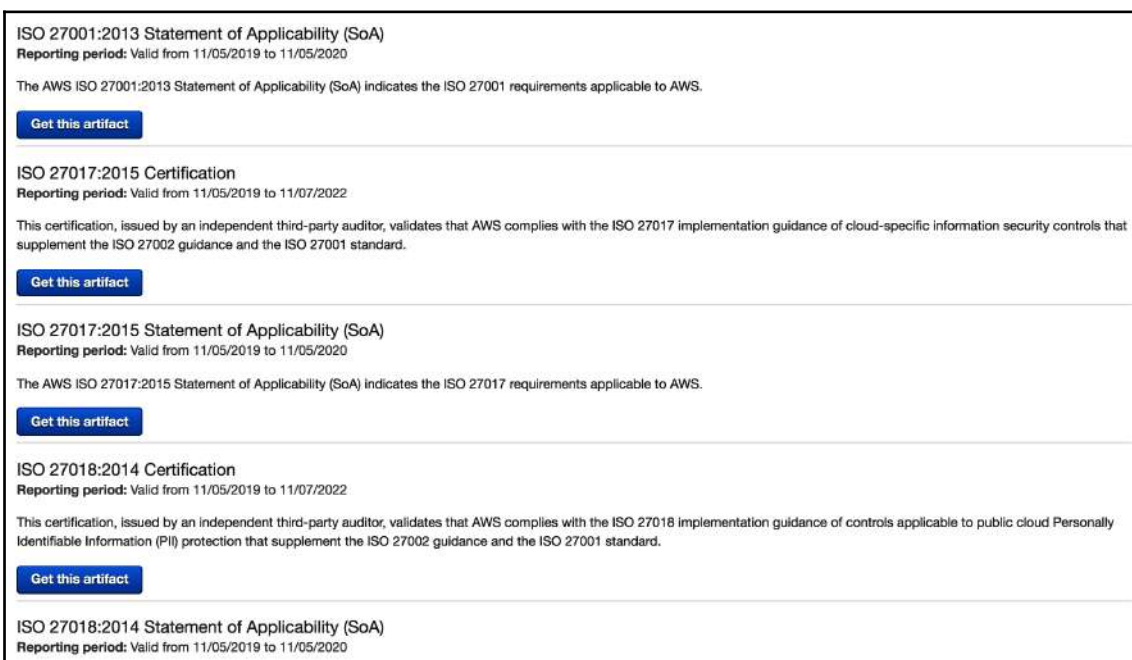 ISO 27001:2013 Statement of Applicability (SoA)
Reporting period: Valid from 11/05/2019 to 11/05/2020
The AWS ISO 27001:2013 Statement of Applicability (SoA) indicates the ISO 27001 requirements applicable to AWS.
Get this artifact
ISO 27017:2015 Certification
Reporting period: Valid from 11/05/2019 to 11/07/2022
This certification, issued by an independent third-party auditor, validates that AWS complies with the ISO 27017 implementation guidance of cloud-specific information security controls that
supplement the ISO 27002 guidance and the ISO 27001 standard.
Get this artifact
ISO 27017:2015 Statement of Applicability (SoA)
Reporting period: Valid from 11/05/2019 to 11/05/2020
The AWS ISO 27017:2015 Statement of Applicability (SoA) indicates the ISO 27017 requirements applicable to AWS.
Get this artifact
ISO 27018:2014 Certification
Reporting period: Valid from 11/05/2019 to 11/07/2022
This certification, issued by an independent third-party auditor, validates that AWS complies with the ISO 27018 implementation guidance of controls applicable to public cloud Personally
Identifiable Information (PII) protection that supplement the ISO 27002 guidance and the ISO 27001 standard.
Get this artifact
ISO 27018:2014 Statement of Applicability (SoA)
Reporting period: Valid from 11/05/2019 to 11/05/2020